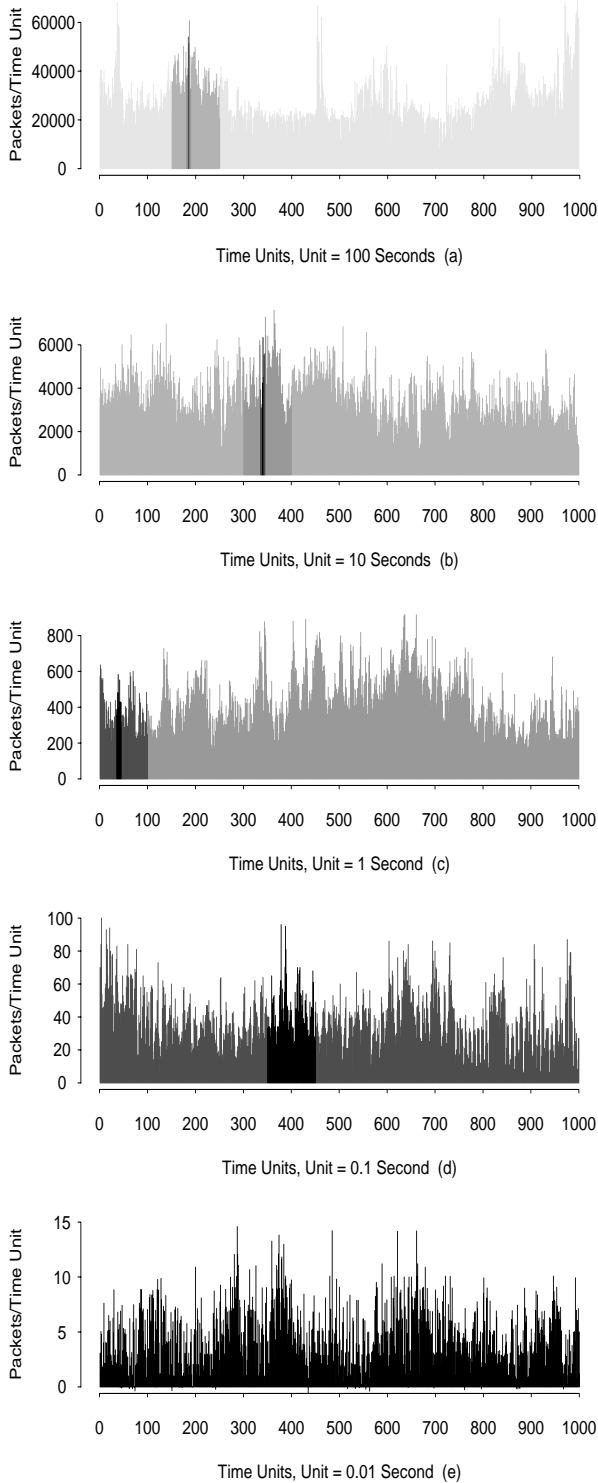 Packets/Time Unit
60000
40000
20000
0
0 100 200 300 400 500 600 700 800 900 1000
Time Units, Unit = 100 Seconds (a)
Packets/Time Unit
6000
4000
2000
0
0 100 200 300 400 500 600 700 800 900 1000
Time Units, Unit = 10 Seconds (b)
Packets/Time Unit
800
600
400
200
0
0 100 200 300 400 500 600 700 800 900 1000
Time Units, Unit = 1 Second (c)
Packets/Time Unit
100
80
60
40
20
0
0 100 200 300 400 500 600 700 800 900 1000
Time Units, Unit = 0.1 Second (d)
Packets/Time Unit
15
10
5
0
0 100 200 300 400 500 600 700 800 900 1000
Time Units, Unit = 0.01 Second (e)